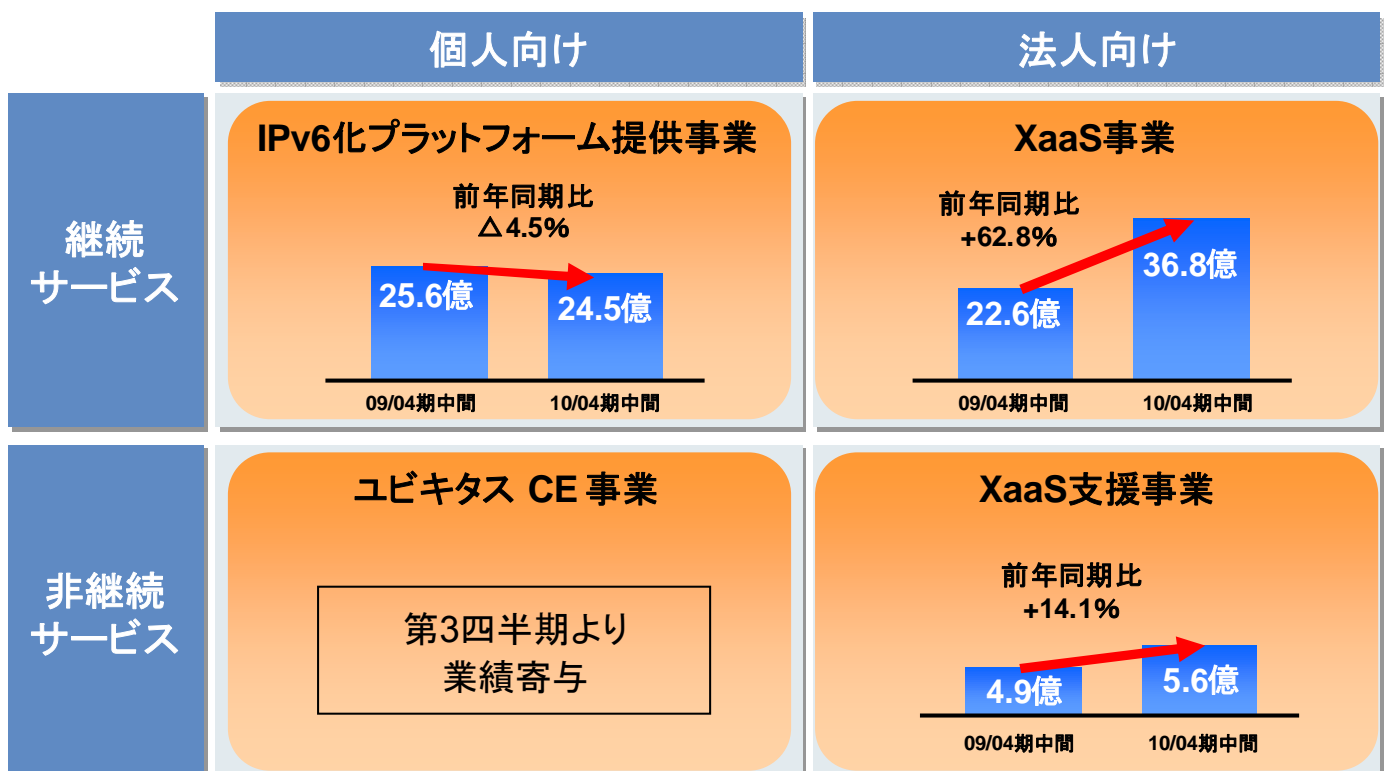 個人向け
法人向け
継続
サービス
IPv6化プラットフォーム提供事業
前年同期比
△4.5%
25.6億
24.5億
09/04期中間
10/04期中間
XaaS事業
前年同期比
+62.8%
22.6億
36.8億
09/04期中間
10/04期中間
非継続
サービス
ユビキタス CE 事業
第3四半期より
業績寄与
XaaS支援事業
前年同期比
+14.1%
4.9億
5.6億
09/04期中間
10/04期中間